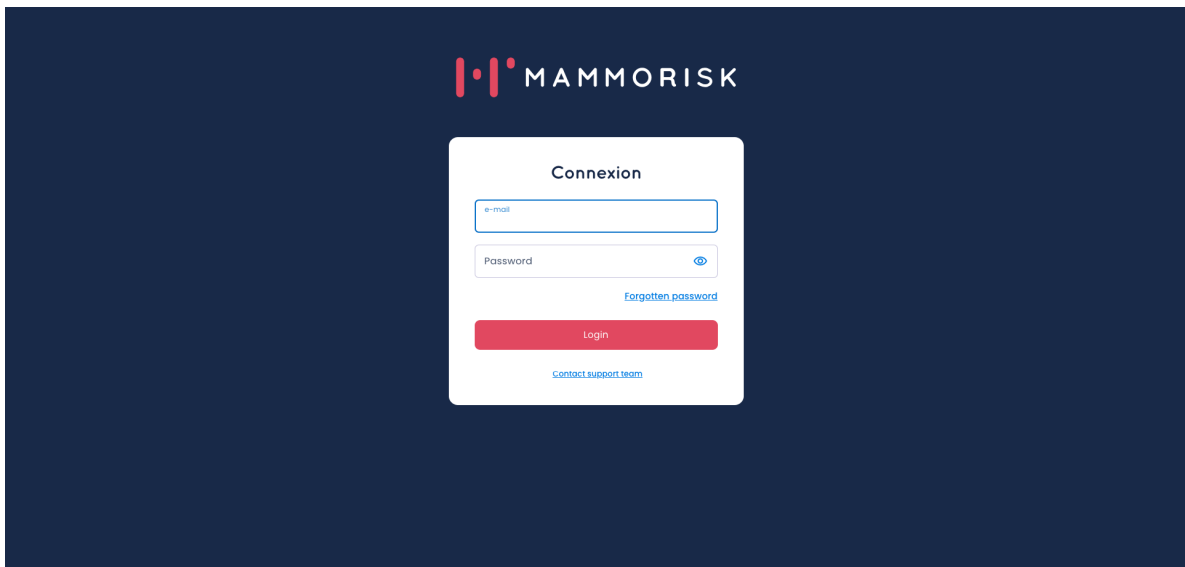 MAMMORISK
Connexion
e-mail
Password
Forgotten password
Login
Contact support team